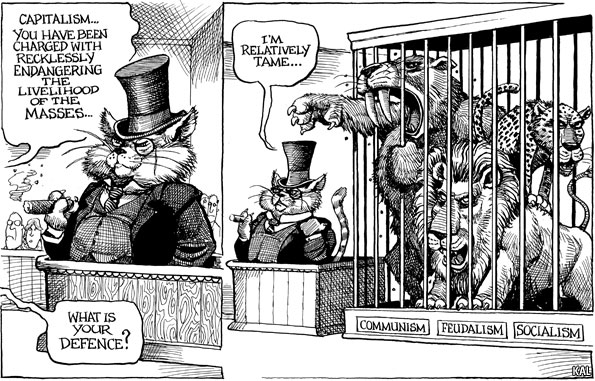 CAPITALISM...
YOU HAVE BEEN
CHARGED WITH
RECKLESSLY
ENDANGERING
THE
LIVELIHOOD
OF THE
MASSES...
WHAT IS
YOUR
DEFENCE?
I'M
RELATIVELY
TAME...
COMMUNISM FEUDALISM SOCIALISM
KAL